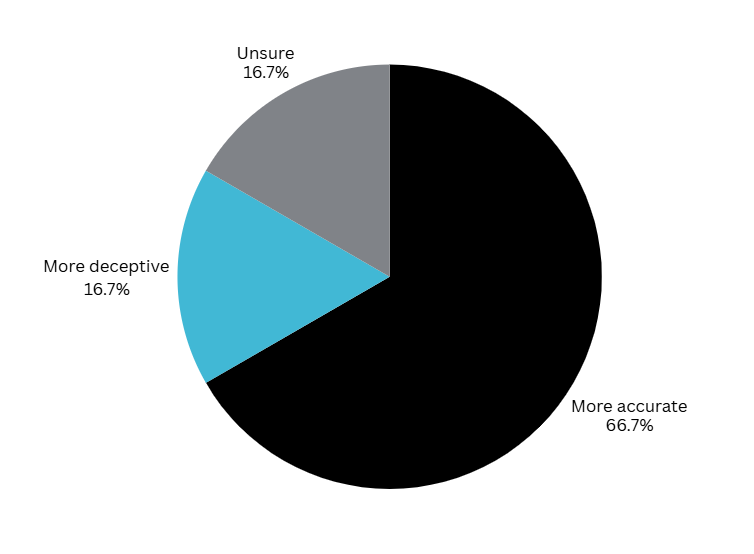 Unsure
16.7%
More deceptive
16.7%
More accurate
66.7%